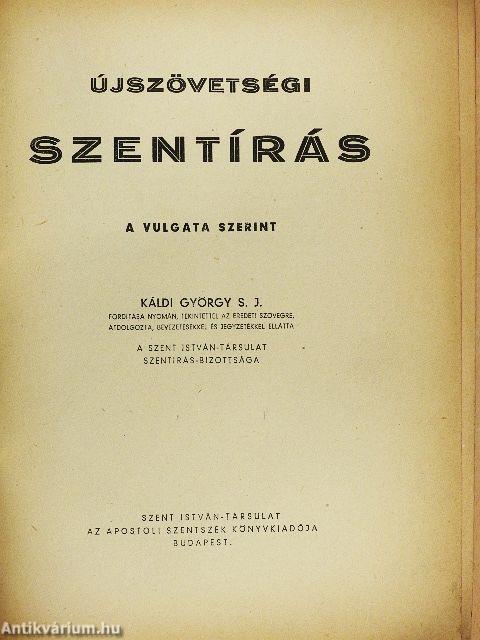 ÚJSZÖVETSÉGI
SZENTÍRÁS
A VULGATA SZERINT
KÁLDI GYÖRGY S. J.
FORDÍTÁSA NYOMÁN, TEKINTETTEL AZ EREDETI SZÖVEGRE,
ÁTDOLGOZTA, BEVEZETÉSEKKEL ÉS JEGYZETEKKEL ELLÁTTA
A SZENT ISTVÁN-TÁRSULAT
SZENTÍRÁS-BIZOTTSÁGA
SZENT ISTVÁN-TÁRSULAT
AZ APOSTOLI SZENTSZÉK KÖNYVKIADÓJA
BUDAPEST.
Antikvárium.hu